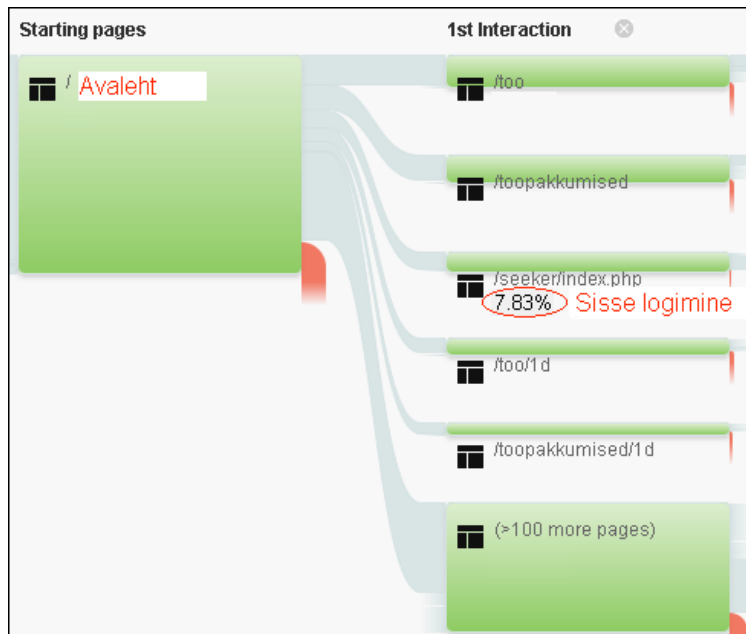 Starting pages
1st Interaction
/ Avaleht
/too
/toopakkumised
/seeker/index.php
7.83% Sisse logimine
/too/1d
/toopakkumised/1d
(>100 more pages)